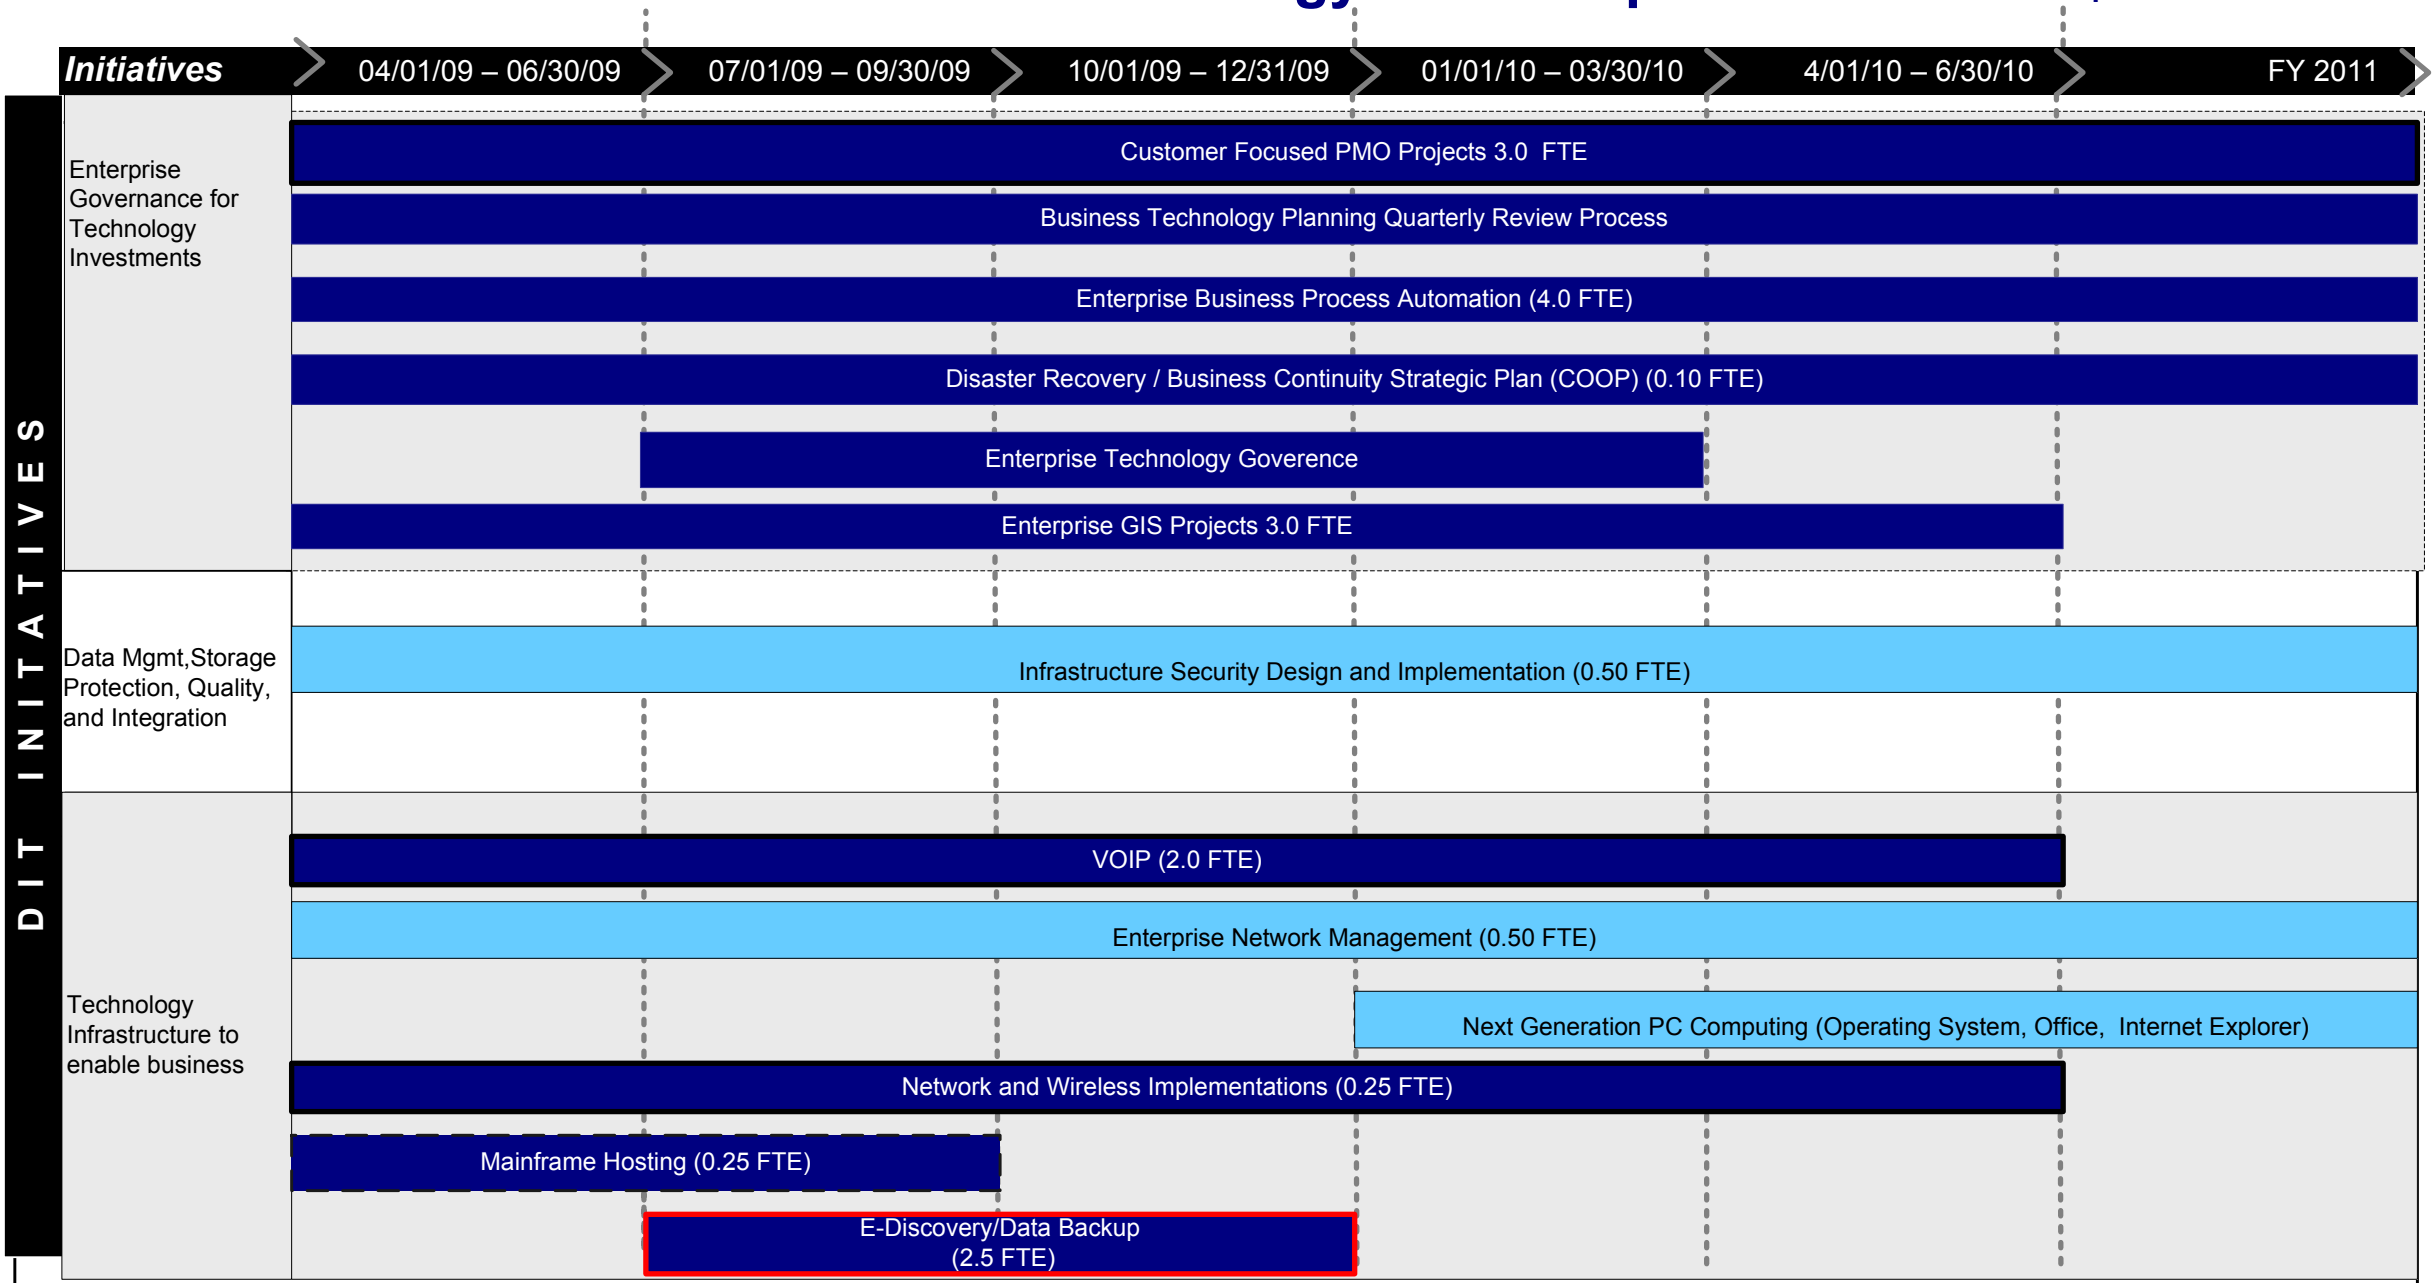 Initiatives
04/01/09 – 06/30/09
07/01/09 – 09/30/09
10/01/09 – 12/31/09
01/01/10 – 03/30/10
4/01/10 – 6/30/10
FY 2011
DIT INITATIVES
Enterprise
Governance for
Technology
Investments
Customer Focused PMO Projects 3.0 FTE
Business Technology Planning Quarterly Review Process
Enterprise Business Process Automation (4.0 FTE)
Disaster Recovery / Business Continuity Strategic Plan (COOP) (0.10 FTE)
Enterprise Technology Goverence
Enterprise GIS Projects 3.0 FTE
Data Mgmt,Storage
Protection, Quality,
and Integration
Infrastructure Security Design and Implementation (0.50 FTE)
Technology
Infrastructure to
enable business
VOIP (2.0 FTE)
Enterprise Network Management (0.50 FTE)
Next Generation PC Computing (Operating System, Office, Internet Explorer)
Network and Wireless Implementations (0.25 FTE)
Mainframe Hosting (0.25 FTE)
E-Discovery/Data Backup
(2.5 FTE)